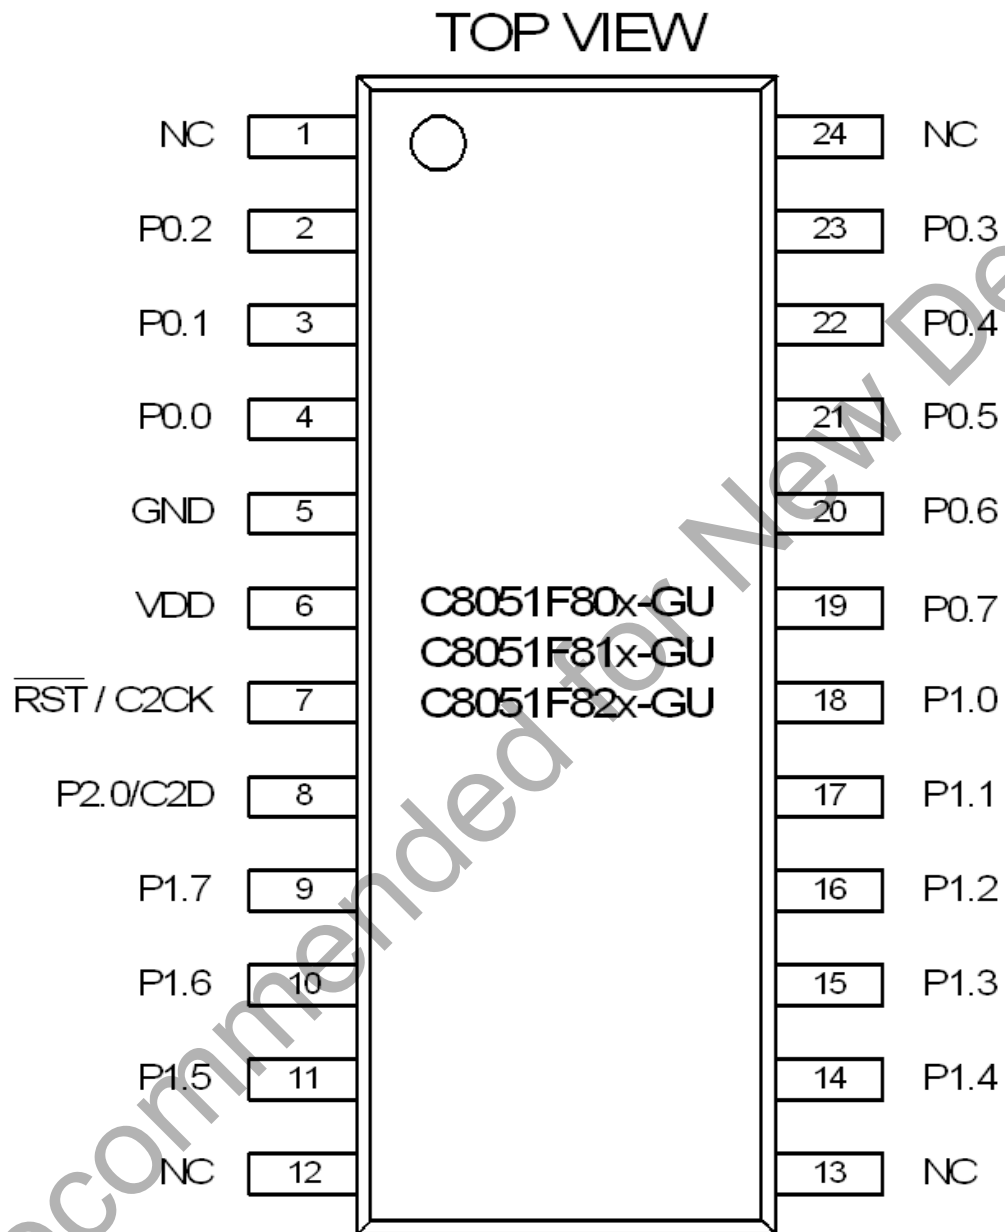 TOP VIEW
NC 1
P0.2 2
P0.1 3
P0.0 4
GND 5
VDD 6
RST / C2CK 7
P2.0/C2D 8
P1.7 9
P1.6 10
P1.5 11
NC 12
C8051F80x-GU
C8051F81x-GU
C8051F82x-GU
24 NC
23 P0.3
22 P0.4
21 P0.5
20 P0.6
19 P0.7
18 P1.0
17 P1.1
16 P1.2
15 P1.3
14 P1.4
13 NC
ecommended for New De